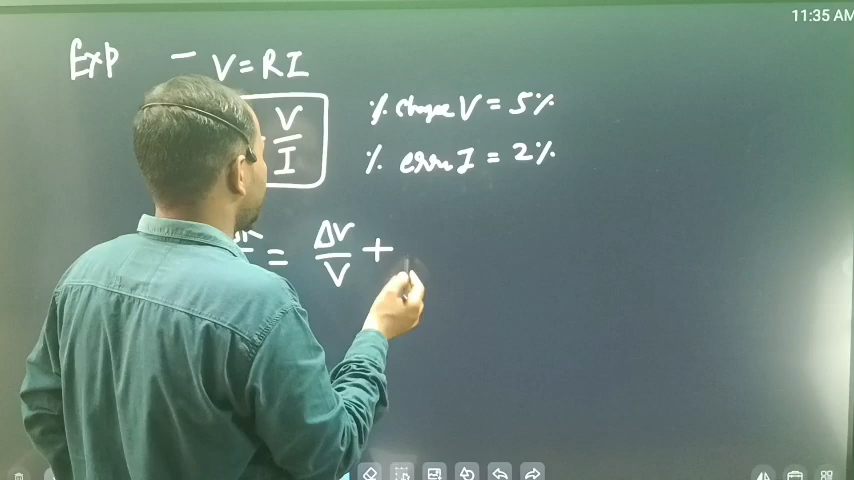 11:35 AM
Exp - V = RI
V/I
% change V = 5%
% error I = 2%
= ΔV/V +